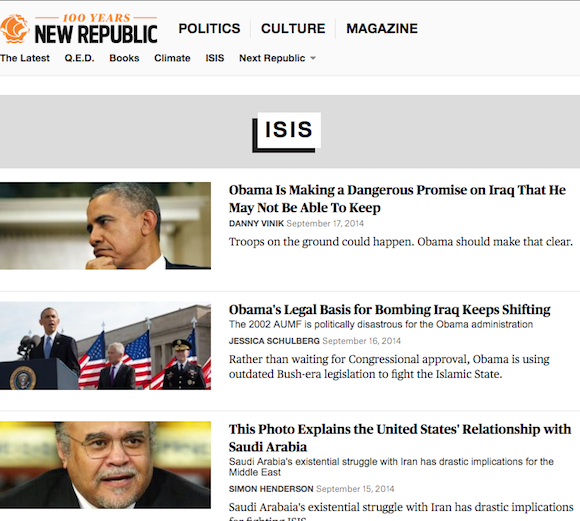 100 YEARS
NEW REPUBLIC
POLITICS CULTURE MAGAZINE
The Latest Q.E.D. Books Climate ISIS Next Republic
ISIS
Obama Is Making a Dangerous Promise on Iraq That He
May Not Be Able To Keep
DANNY VINIK September 17, 2014
Troops on the ground could happen. Obama should make that clear.
Obama's Legal Basis for Bombing Iraq Keeps Shifting
The 2002 AUMF is politically disastrous for the Obama administration
JESSICA SCHULBERG September 16, 2014
Rather than waiting for Congressional approval, Obama is using
outdated Bush-era legislation to fight the Islamic State.
This Photo Explains the United States' Relationship with
Saudi Arabia
Saudi Arabia's existential struggle with Iran has drastic implications for the
Middle East
SIMON HENDERSON September 15, 2014
Saudi Arabaia's existential struggle with Iran has drastic implications
for fighting ISIS.